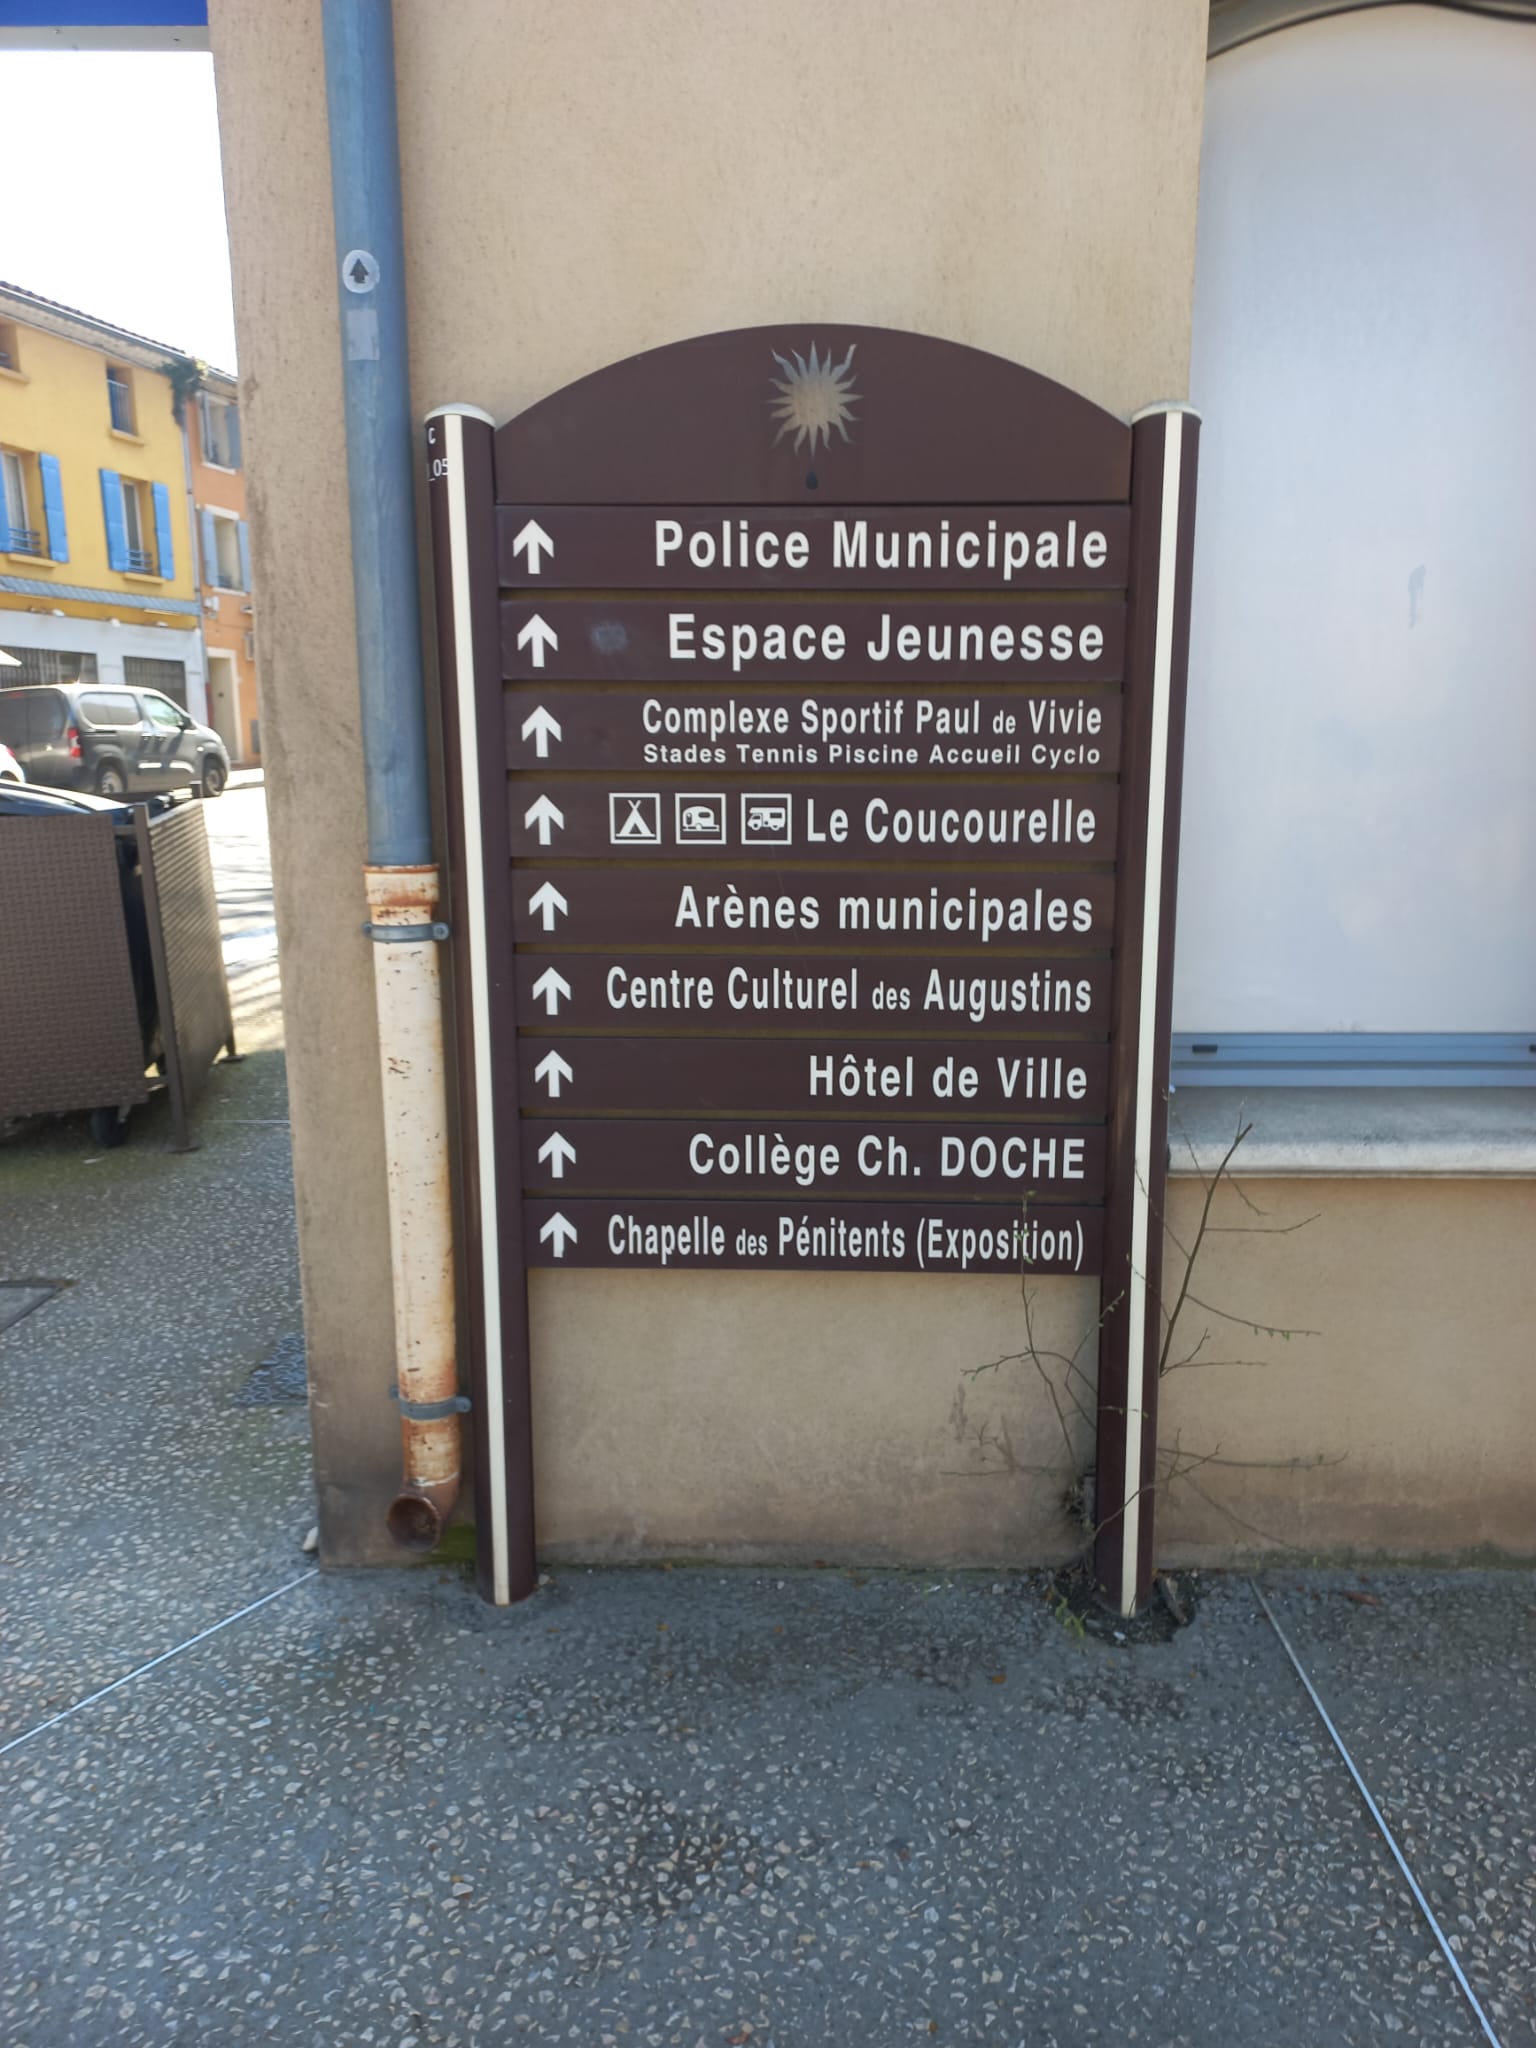 C
05
Police Municipale
Espace Jeunesse
Complexe Sportif Paul de Vivie
Stades Tennis Piscine Accueil Cyclo
Le Coucourelle
Arènes municipales
Centre Culturel des Augustins
Hôtel de Ville
Collège Ch. DOCHE
Chapelle des Pénitents (Exposition)